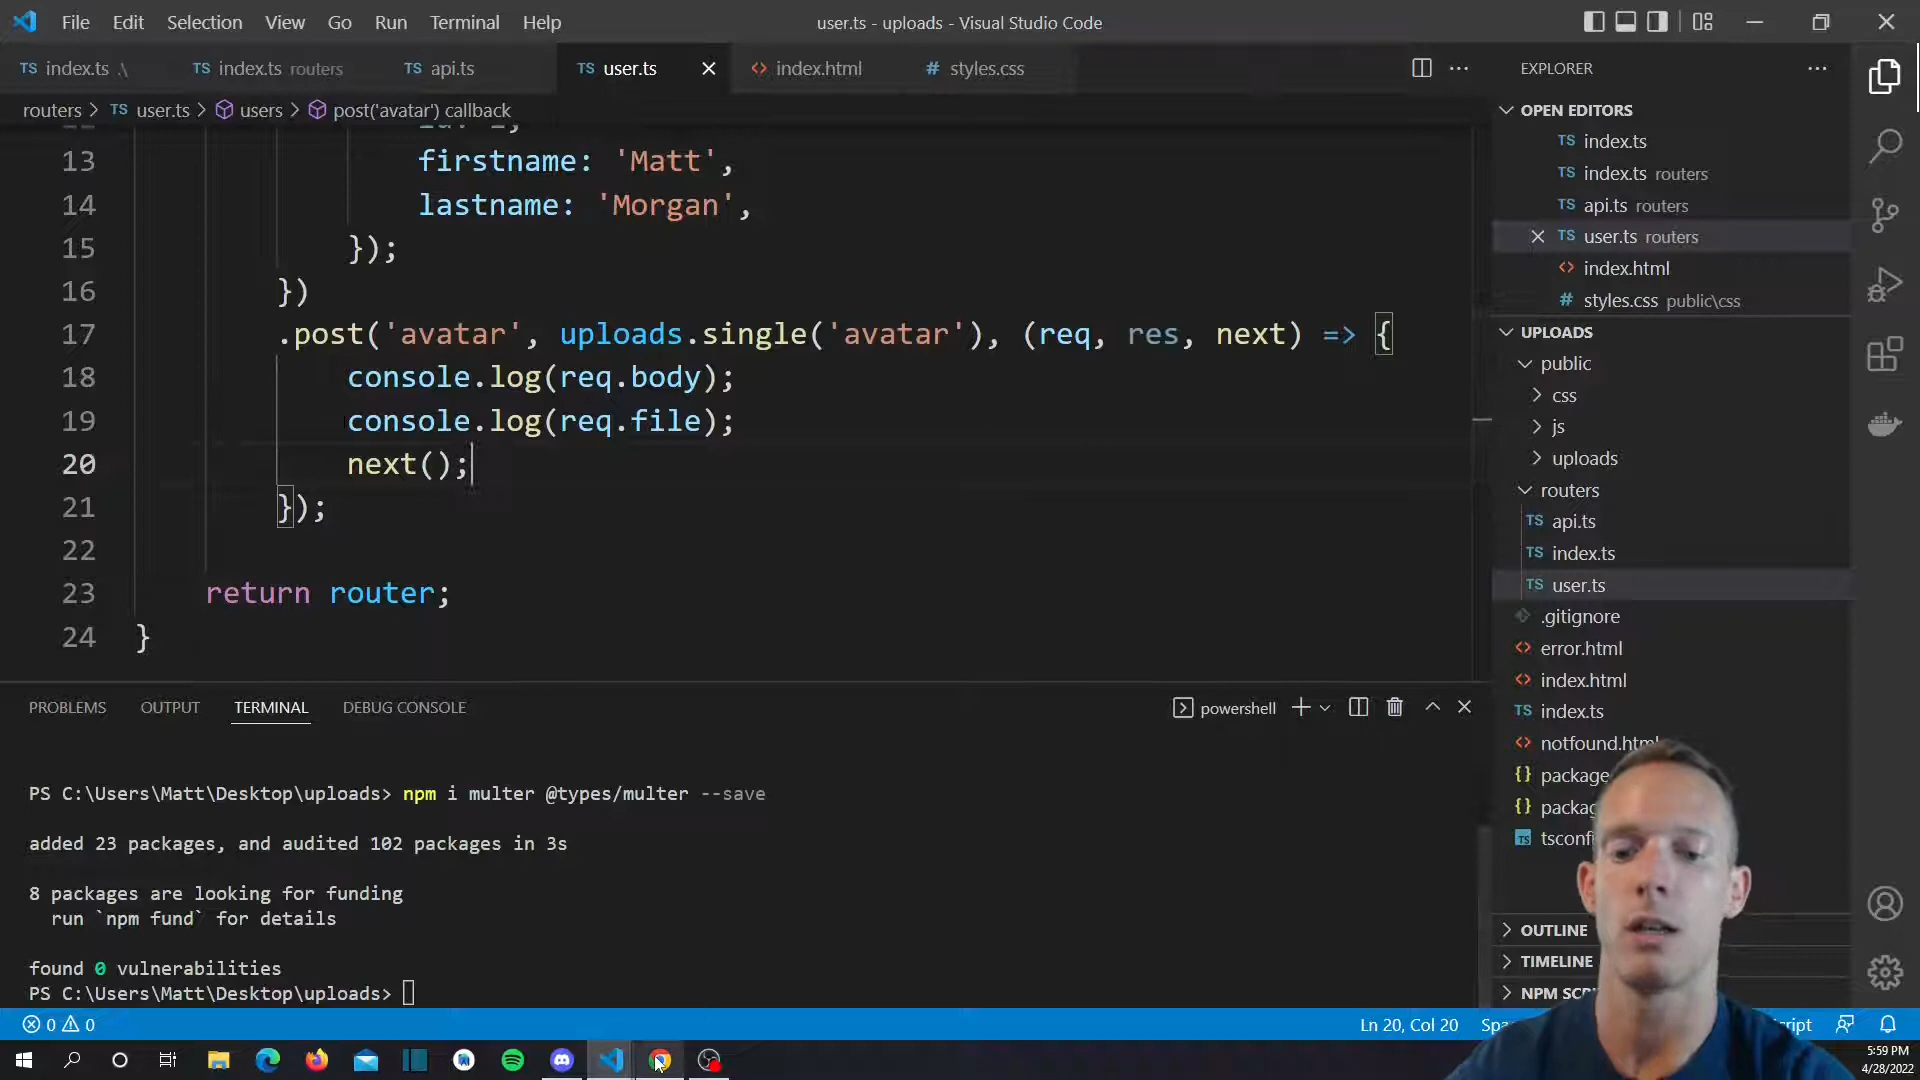 File Edit Selection View Go Run Terminal Help
user.ts - uploads - Visual Studio Code
TS index.ts .\
TS index.ts routers
TS api.ts
TS user.ts
<> index.html
# styles.css
routers > TS user.ts > users > post('avatar') callback
13 firstname: 'Matt',
14 lastname: 'Morgan',
15 });
16 })
17 .post('avatar', uploads.single('avatar'), (req, res, next) => {
18 console.log(req.body);
19 console.log(req.file);
20 next();
21 });
22
23 return router;
24 }
PROBLEMS OUTPUT TERMINAL DEBUG CONSOLE
powershell
PS C:\Users\Matt\Desktop\uploads> npm i multer @types/multer --save
added 23 packages, and audited 102 packages in 3s
8 packages are looking for funding
run `npm fund` for details
found 0 vulnerabilities
PS C:\Users\Matt\Desktop\uploads>
EXPLORER
OPEN EDITORS
TS index.ts
TS index.ts routers
TS api.ts routers
TS user.ts routers
<> index.html
# styles.css public\css
UPLOADS
public
css
js
uploads
routers
TS api.ts
TS index.ts
TS user.ts
.gitignore
<> error.html
<> index.html
TS index.ts
<> notfound.html
{} package
{} packag
tsconfi
OUTLINE
TIMELINE
NPM SCR
0 0
Ln 20, Col 20
Spa
ript
5:59 PM
4/28/2022